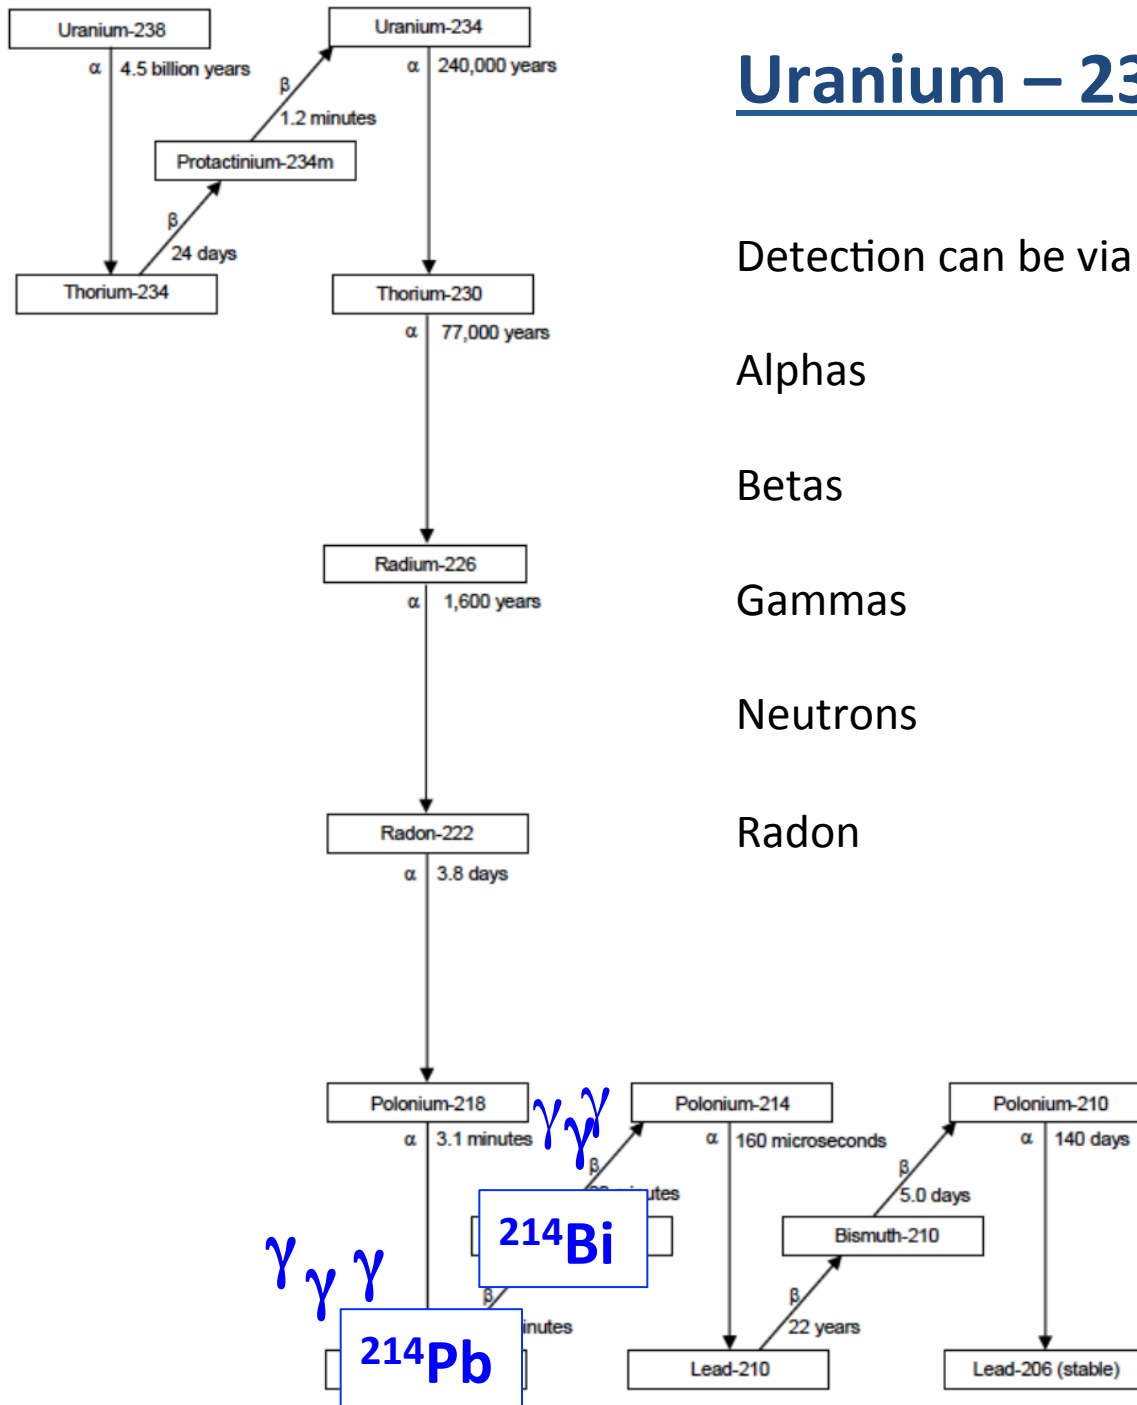 Uranium-238
Uranium-234
Uranium – 23
α 4.5 billion years
α 240,000 years
β
1.2 minutes
Protactinium-234m
β
24 days
Detection can be via
Thorium-234
Thorium-230
α 77,000 years
Alphas
Betas
Radium-226
α 1,600 years
Gammas
Neutrons
Radon-222
Radon
α 3.8 days
Polonium-218
γ γ γ
Polonium-214
Polonium-210
α 3.1 minutes
α 160 microseconds
α 140 days
β
β
5.0 days
²¹⁴Bi
Bismuth-210
γ γ γ
β
β
22 years
²¹⁴Pb
Lead-210
Lead-206 (stable)